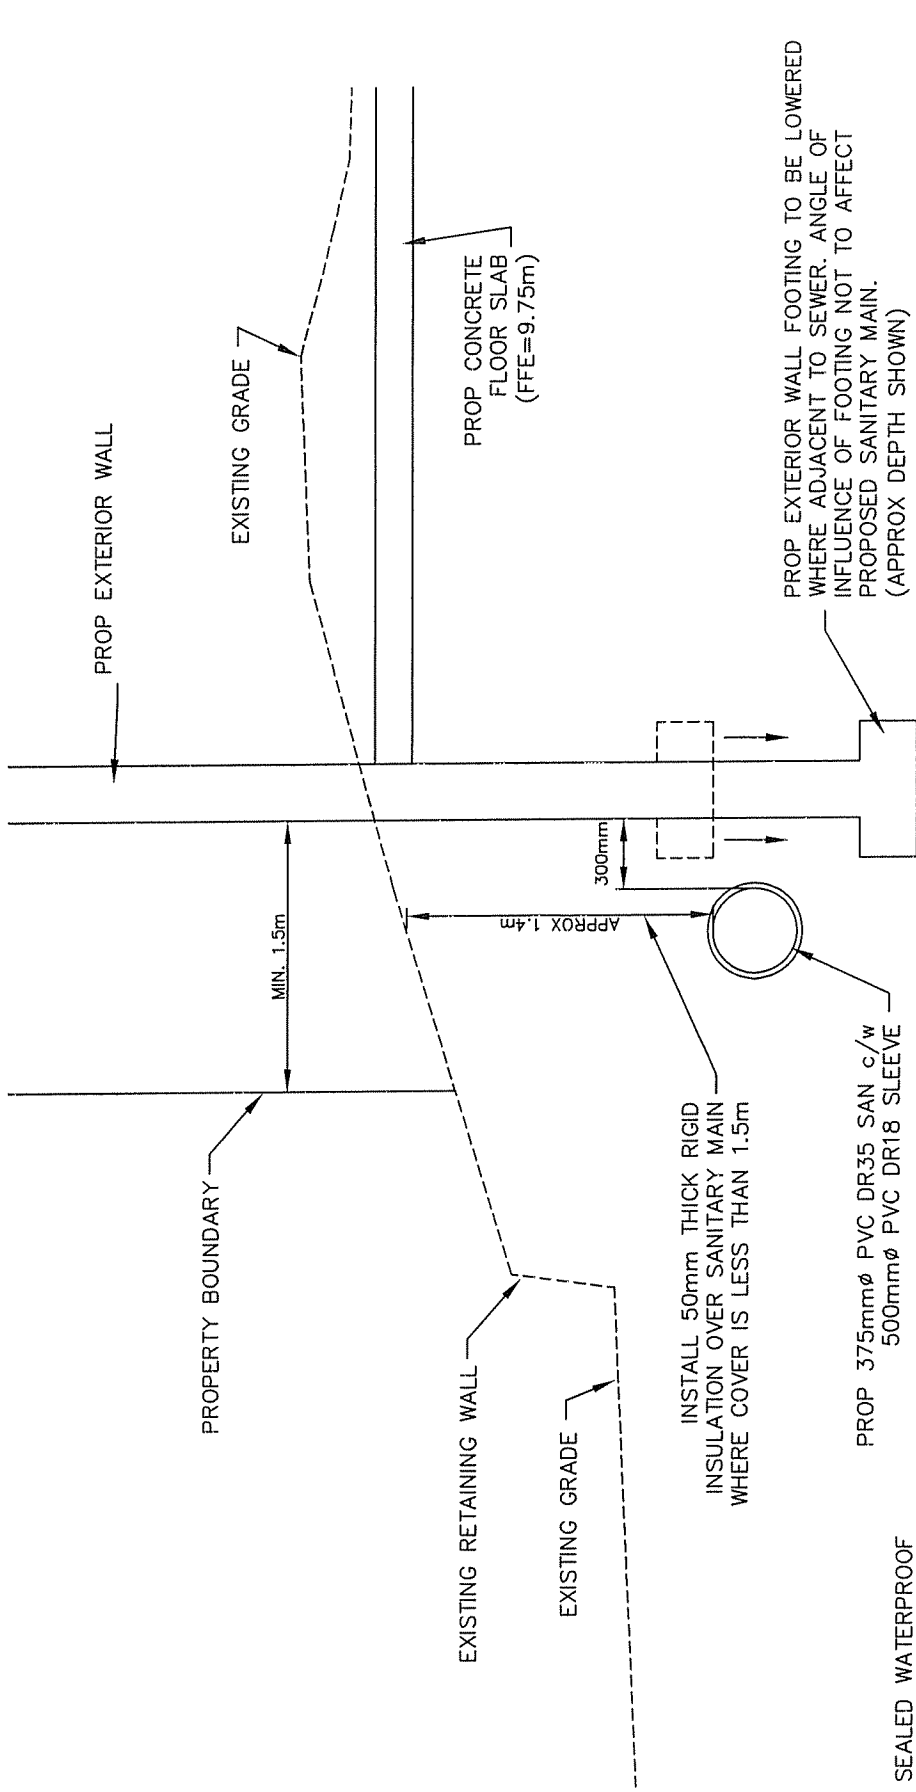 PROP EXTERIOR WALL
EXISTING GRADE
PROP CONCRETE
FLOOR SLAB
(FFE=9.75m)
PROP EXTERIOR WALL FOOTING TO BE LOWERED
WHERE ADJACENT TO SEWER. ANGLE OF
INFLUENCE OF FOOTING NOT TO AFFECT
PROPOSED SANITARY MAIN.
(APPROX DEPTH SHOWN)
MIN. 1.5m
300mm
APPROX 1.4m
PROPERTY BOUNDARY
EXISTING RETAINING WALL
EXISTING GRADE
INSTALL 50mm THICK RIGID
INSULATION OVER SANITARY MAIN
WHERE COVER IS LESS THAN 1.5m
PROP 375mmø PVC DR35 SAN c/w
500mmø PVC DR18 SLEEVE
SEALED WATERPROOF